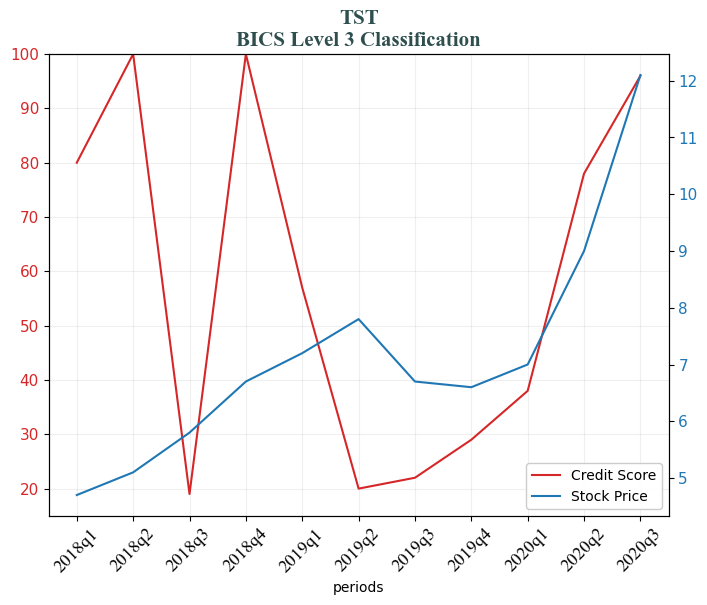 TST
BICS Level 3 Classification
100
90
80
70
60
50
40
30
20
12
11
10
9
8
7
6
5
Credit Score
Stock Price
2018q1
2018q2
2018q3
2018q4
2019q1
2019q2
2019q3
2019q4
2020q1
2020q2
2020q3
periods